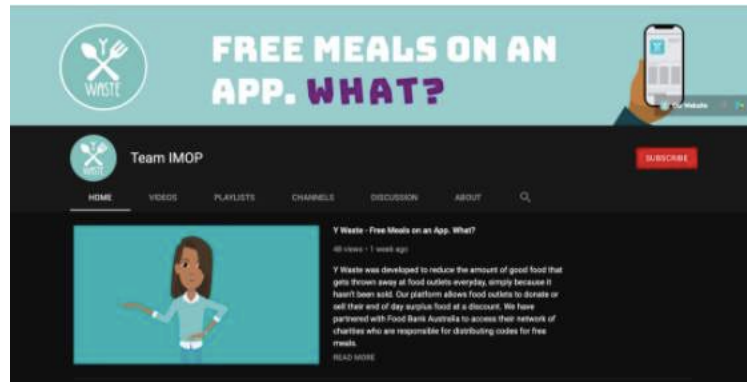 Y
WASTE
FREE MEALS ON AN
APP. WHAT?
Our Website
Team IMOP
SUBSCRIBE
HOME VIDEOS PLAYLISTS CHANNELS DISCUSSION ABOUT
Y Waste - Free Meals on an App. What?
48 views • 1 week ago
Y Waste was developed to reduce the amount of good food that
gets thrown away at food outlets everyday, simply because it
hasn't been sold. Our platform allows food outlets to donate or
sell their end of day surplus food at a discount. We have
partnered with Food Bank Australia to access their network of
charities who are responsible for distributing codes for free
meals.
READ MORE